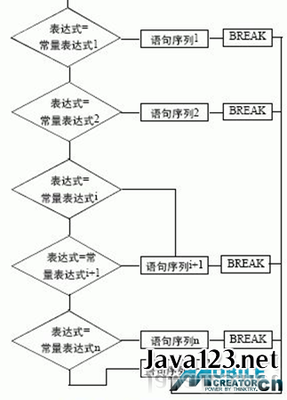 表达式=
常量表达式1
语句序列1
BREAK
表达式=
常量表达式2
语句序列2
BREAK
表达式=
常量表达式i
表达式=常
量表达式i+1
语句序列i+1
BREAK
表达式=
常量表达式n
语句序列n
BREAK
语句序列
Java123.net
MOBILE
CREATOR.cn
POWER BY THINKTRY.